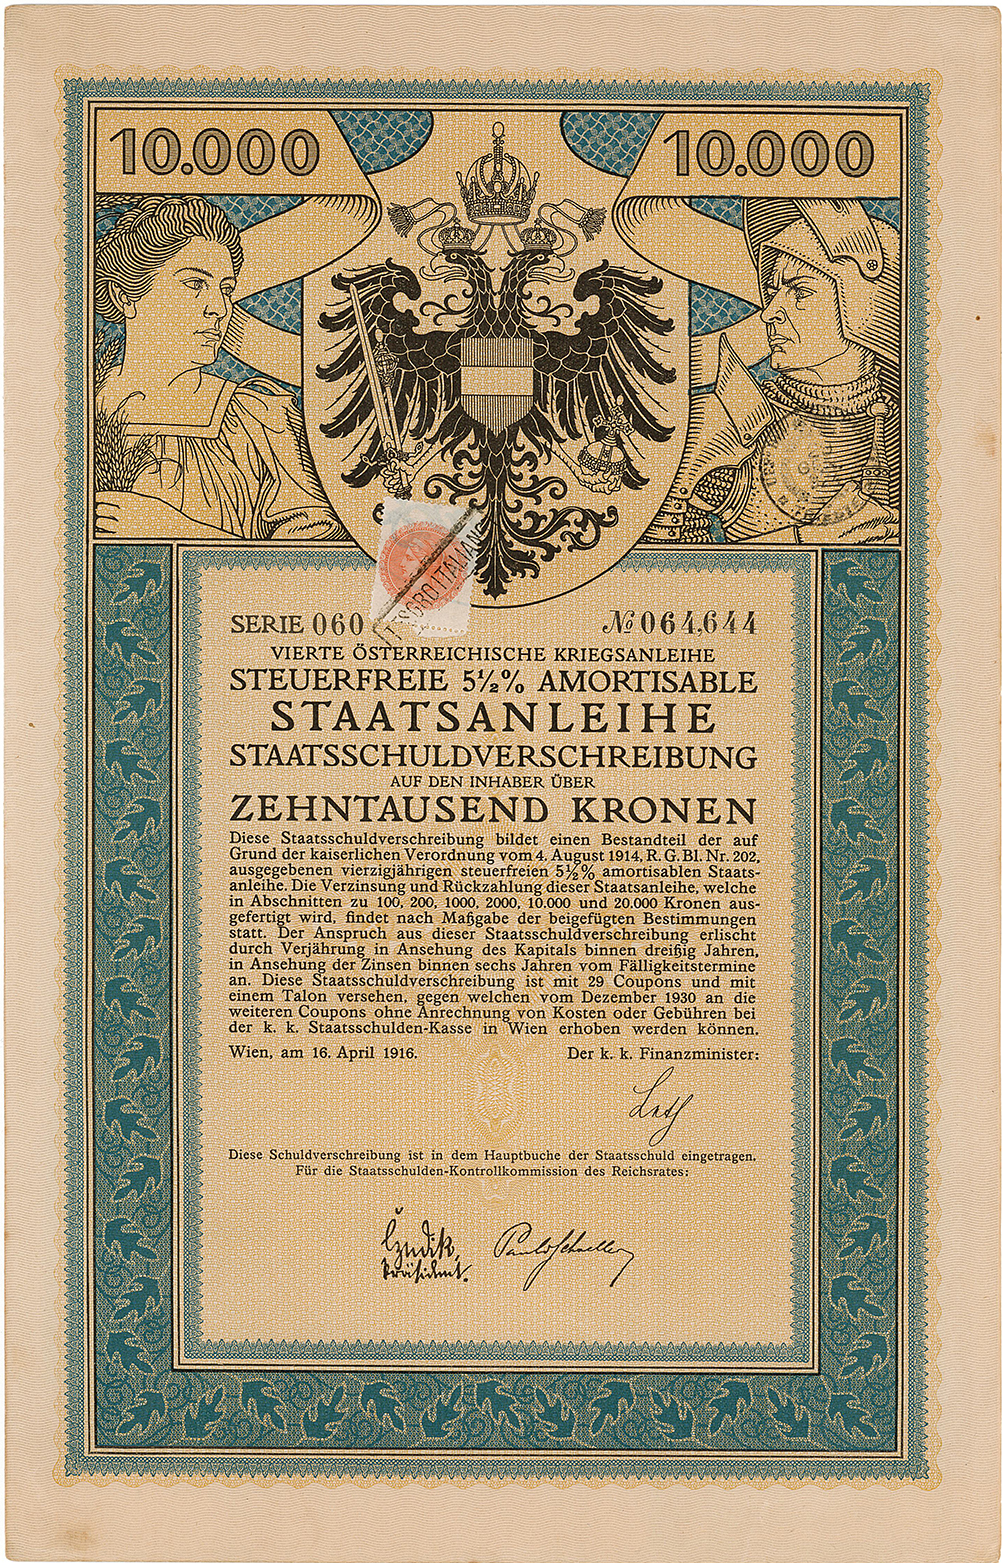 10.000 10.000
TESORO ITALIANO
SERIE 060 № 064,644
VIERTE ÖSTERREICHISCHE KRIEGSANLEIHE
STEUERFREIE 5½% AMORTISABLE
STAATSANLEIHE
STAATSSCHULDVERSCHREIBUNG
AUF DEN INHABER ÜBER
ZEHNTAUSEND KRONEN
Diese Staatsschuldverschreibung bildet einen Bestandteil der auf
Grund der kaiserlichen Verordnung vom 4. August 1914, R. G. Bl. Nr. 202,
ausgegebenen vierzigjährigen steuerfreien 5½% amortisablen Staats-
anleihe. Die Verzinsung und Rückzahlung dieser Staatsanleihe, welche
in Abschnitten zu 100, 200, 1000, 2000, 10.000 und 20.000 Kronen aus-
gefertigt wird, findet nach Maßgabe der beigefügten Bestimmungen
statt. Der Anspruch aus dieser Staatsschuldverschreibung erlischt
durch Verjährung in Ansehung des Kapitals binnen dreißig Jahren,
in Ansehung der Zinsen binnen sechs Jahren vom Fälligkeitstermine
an. Diese Staatsschuldverschreibung ist mit 29 Coupons und mit
einem Talon versehen, gegen welchen vom Dezember 1930 an die
weiteren Coupons ohne Anrechnung von Kosten oder Gebühren bei
der k. k. Staatsschulden-Kasse in Wien erhoben werden können.
Wien, am 16. April 1916. Der k. k. Finanzminister:
Leth
Diese Schuldverschreibung ist in dem Hauptbuche der Staatsschuld eingetragen.
Für die Staatsschulden-Kontrollkommission des Reichsrates:
Präsident.